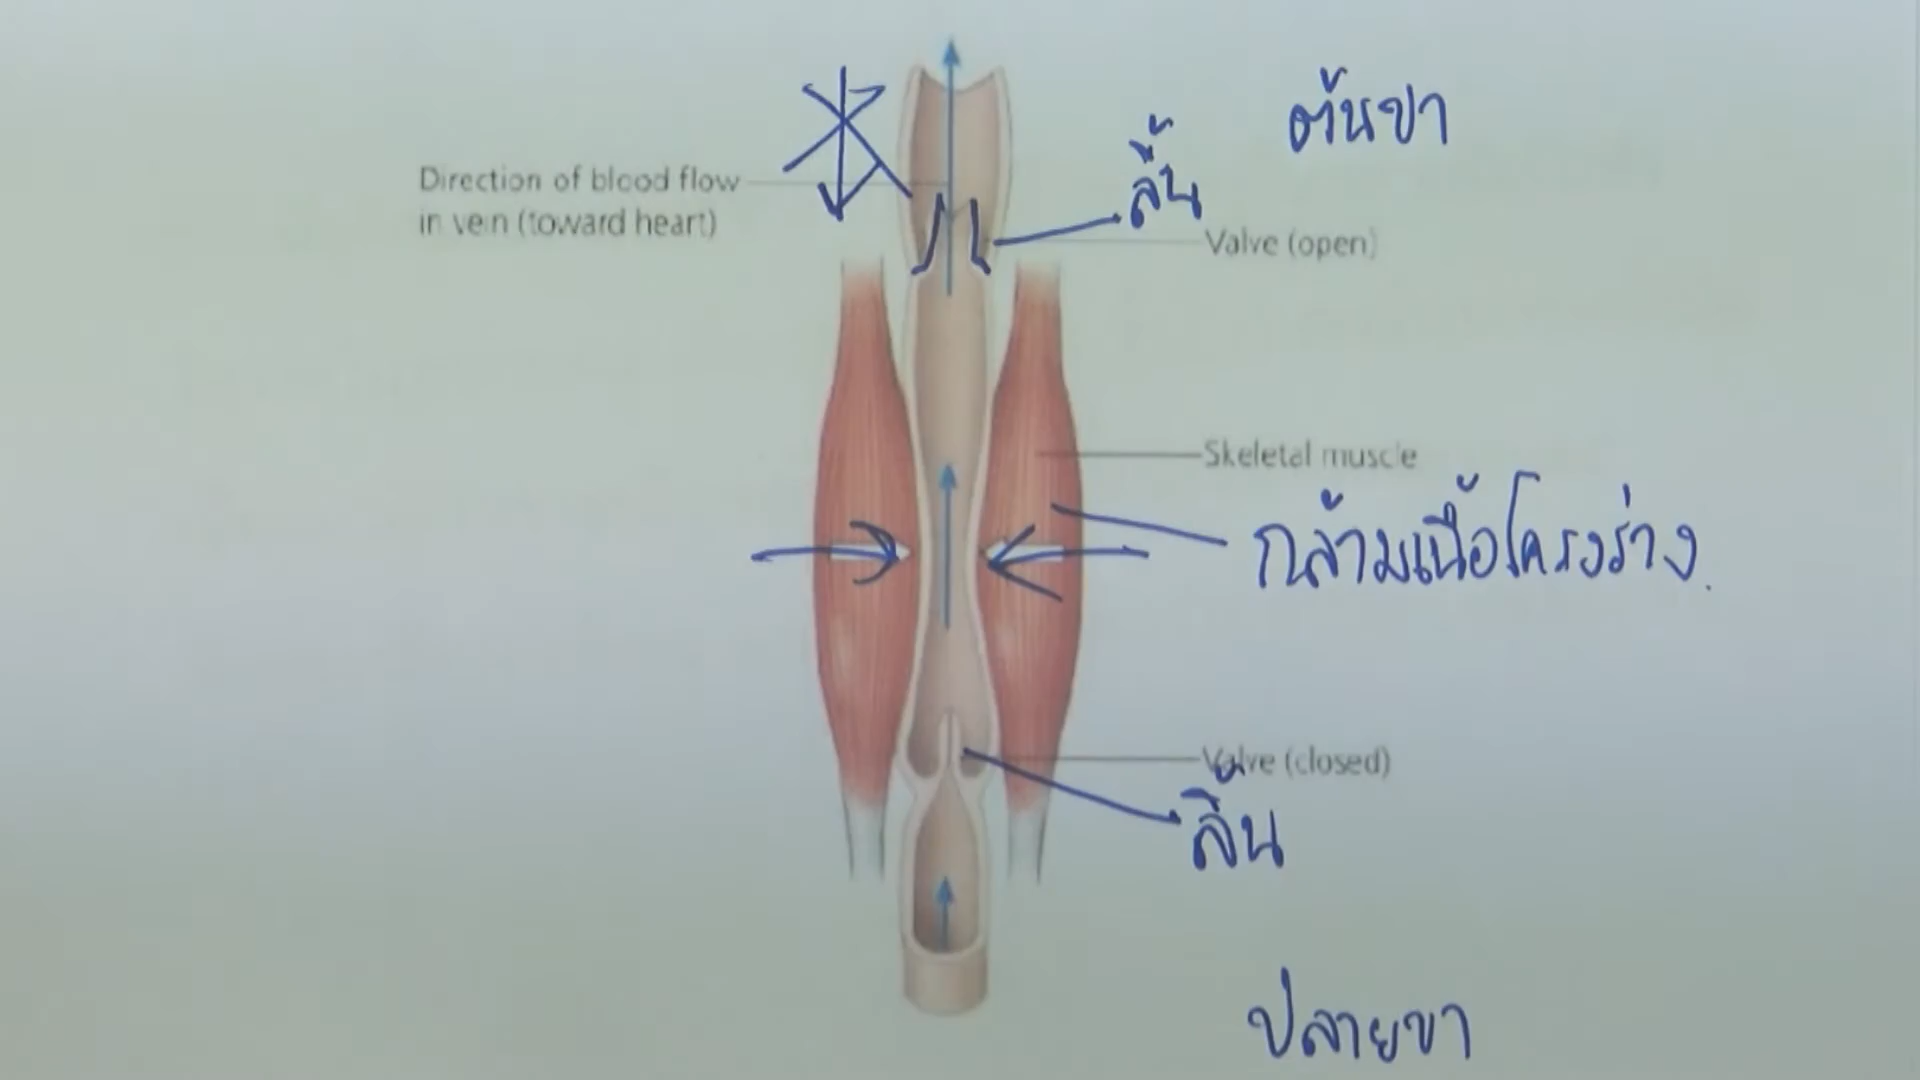 ต้นขา
ลิ้น
Direction of blood flow
in vein (toward heart)
Valve (open)
Skeletal muscle
กล้ามเนื้อโครงร่าง
Valve (closed)
ลิ้น
ปลายขา